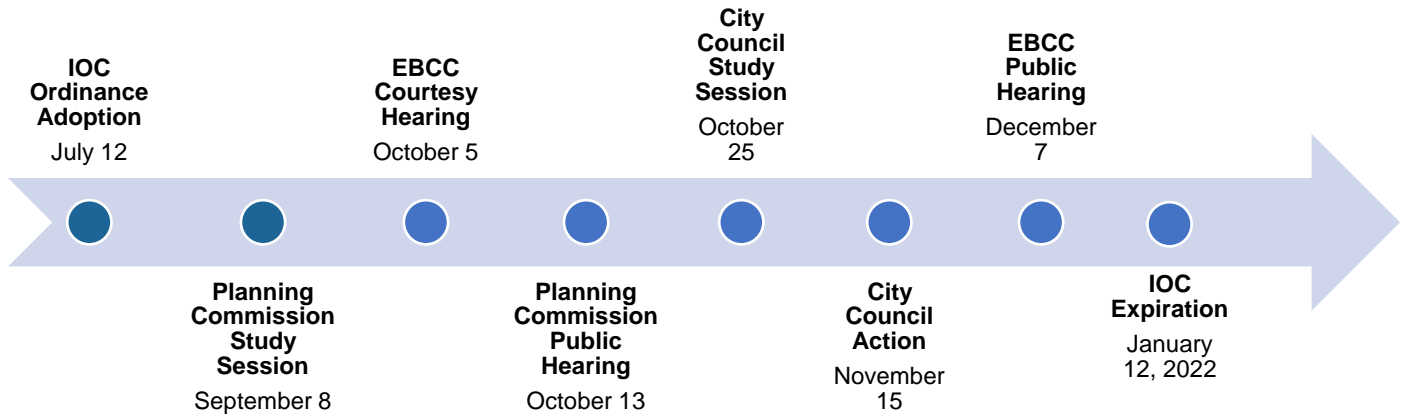 IOC
Ordinance
Adoption
July 12
Planning
Commission
Study
Session
September 8
EBCC
Courtesy
Hearing
October 5
Planning
Commission
Public
Hearing
October 13
City
Council
Study
Session
October
25
City
Council
Action
November
15
EBCC
Public
Hearing
December
7
IOC
Expiration
January
12, 2022